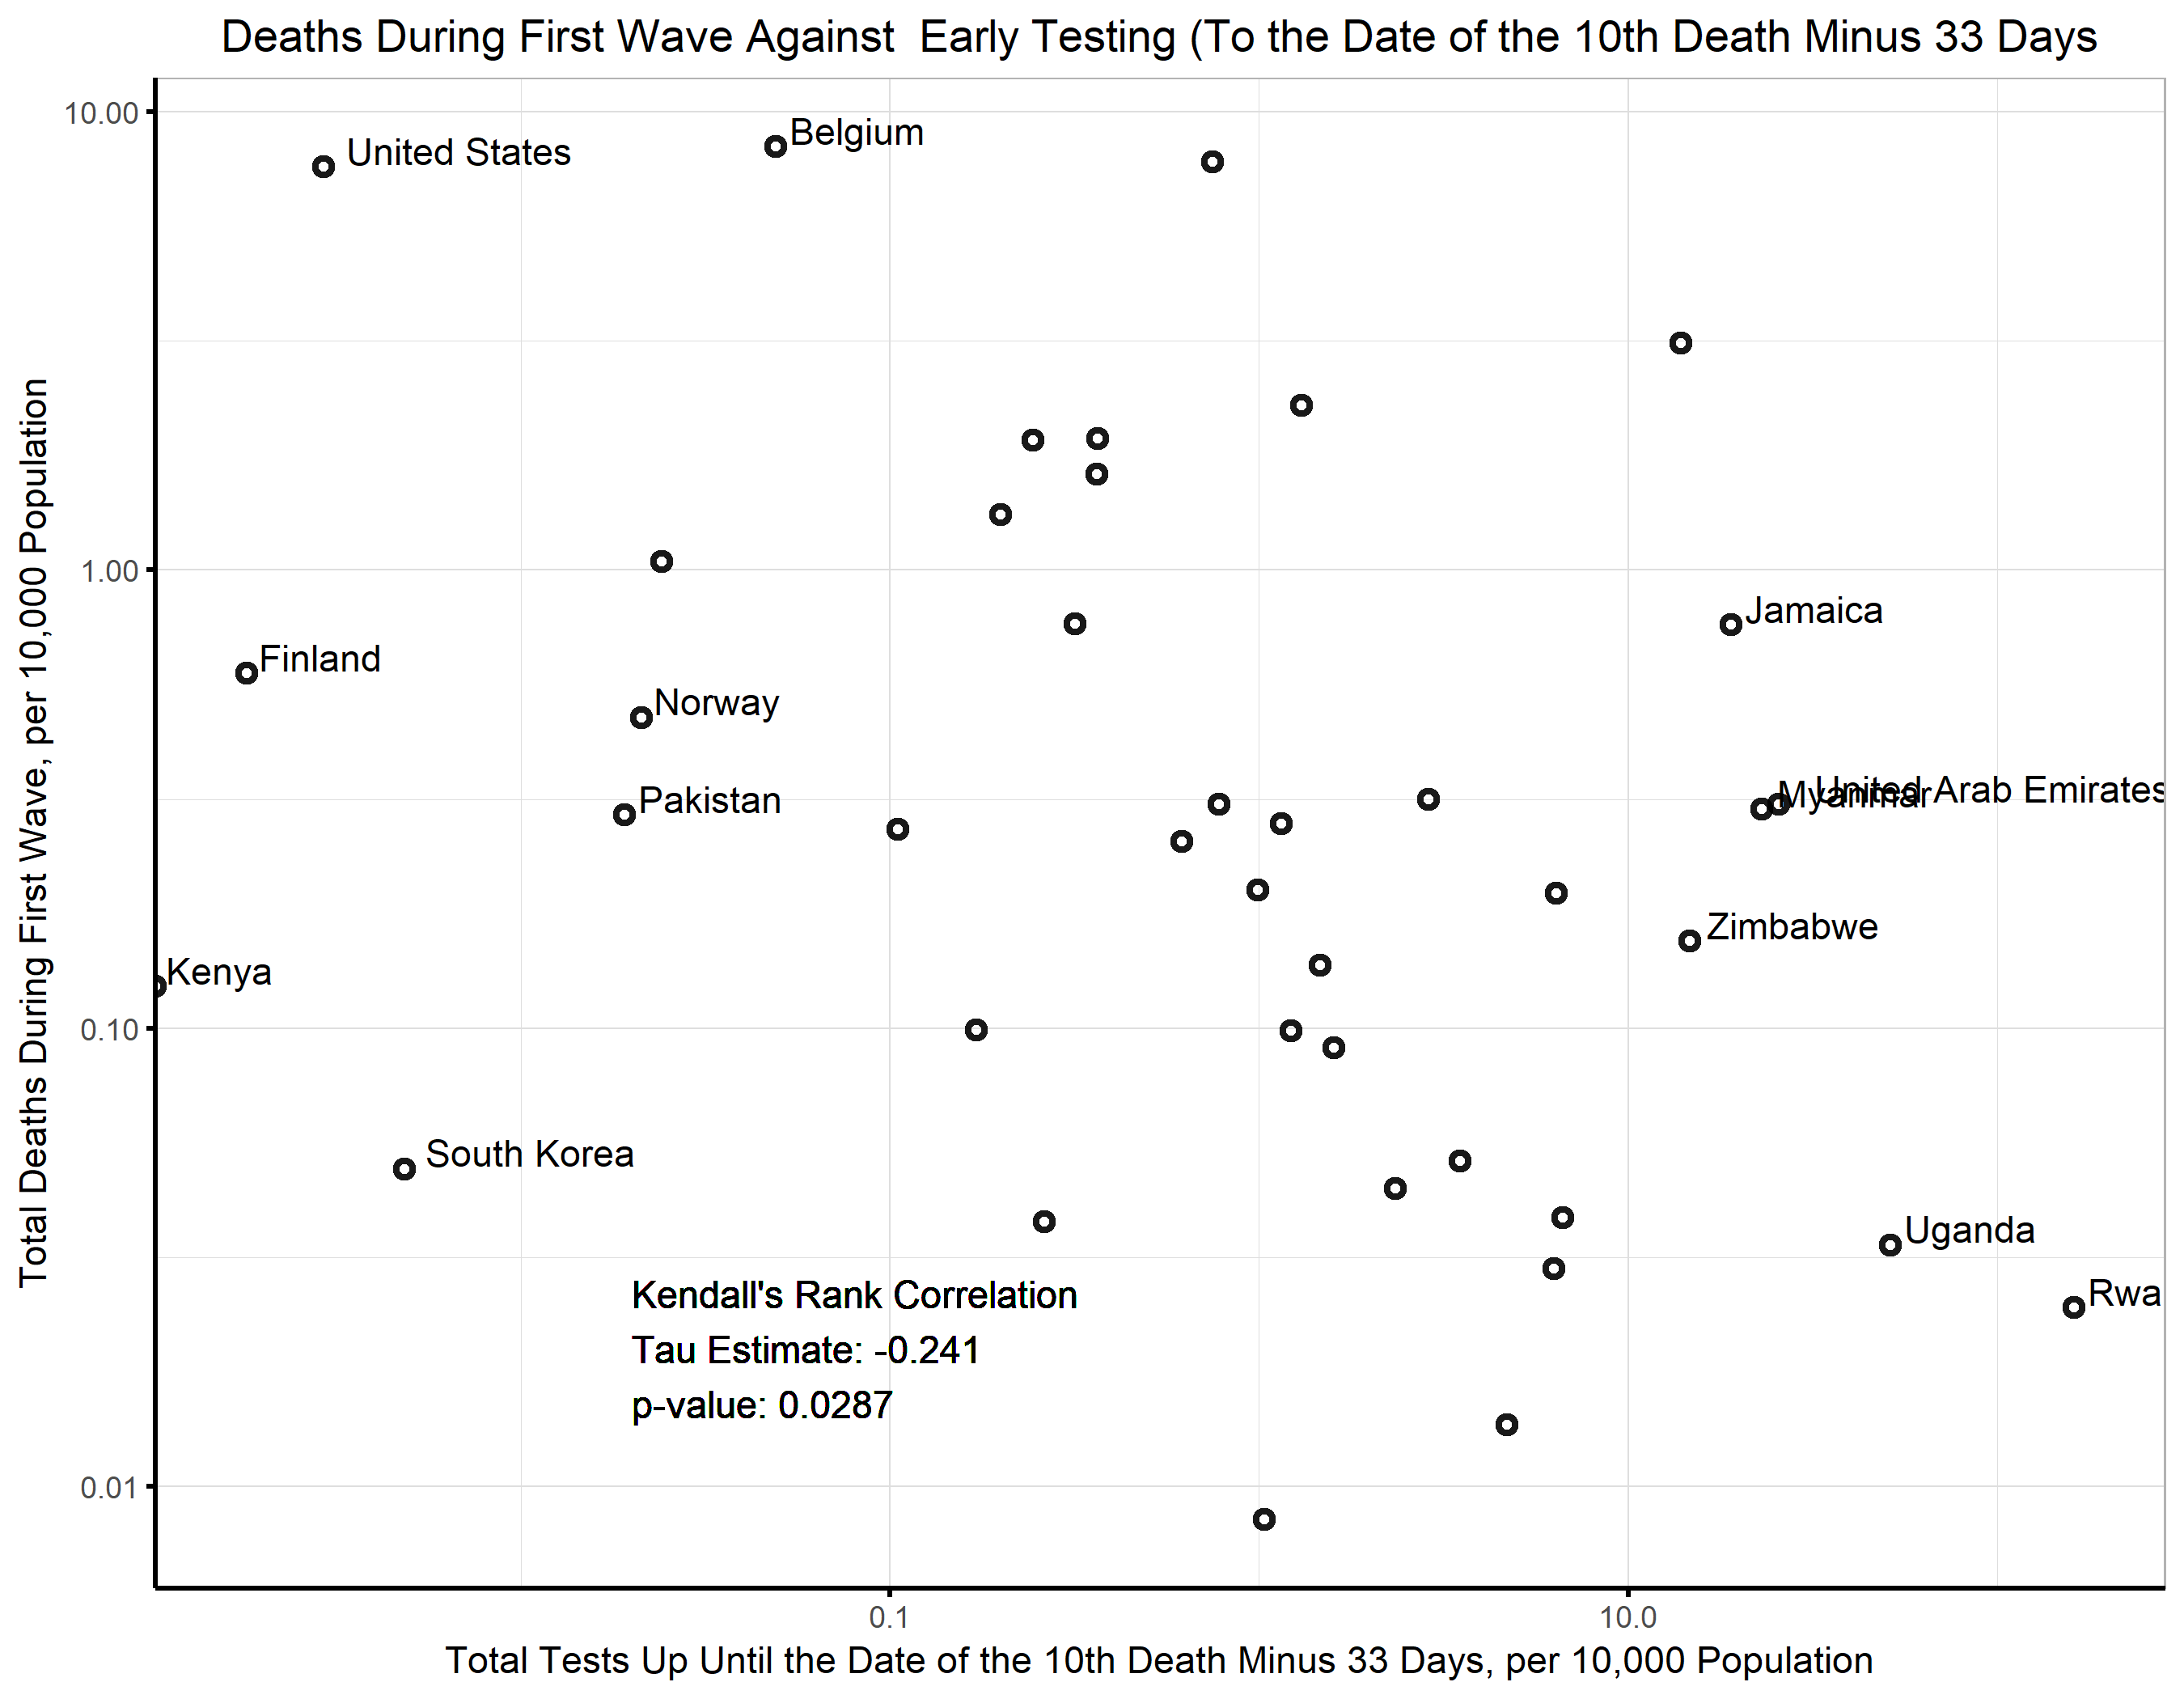 Deaths During First Wave Against  Early Testing (To the Date of the 10th Death Minus 33 Days
Total Deaths During First Wave, per 10,000 Population
10.00
1.00
0.10
0.01
United States
Belgium
Jamaica
Finland
Norway
Pakistan
Myanmar
United Arab Emirates
Zimbabwe
Kenya
South Korea
Uganda
Rwa
Kendall's Rank Correlation
Tau Estimate: -0.241
p-value: 0.0287
0.1
10.0
Total Tests Up Until the Date of the 10th Death Minus 33 Days, per 10,000 Population